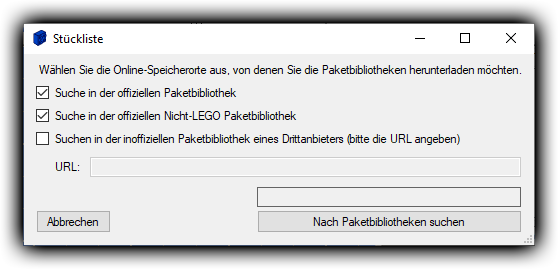 Stückliste
Wählen Sie die Online-Speicherorte aus, von denen Sie die Paketbibliotheken herunterladen möchten.
Suche in der offiziellen Paketbibliothek
Suche in der offiziellen Nicht-LEGO Paketbibliothek
Suchen in der inoffiziellen Paketbibliothek eines Drittanbieters (bitte die URL angeben)
URL:
Abbrechen
Nach Paketbibliotheken suchen